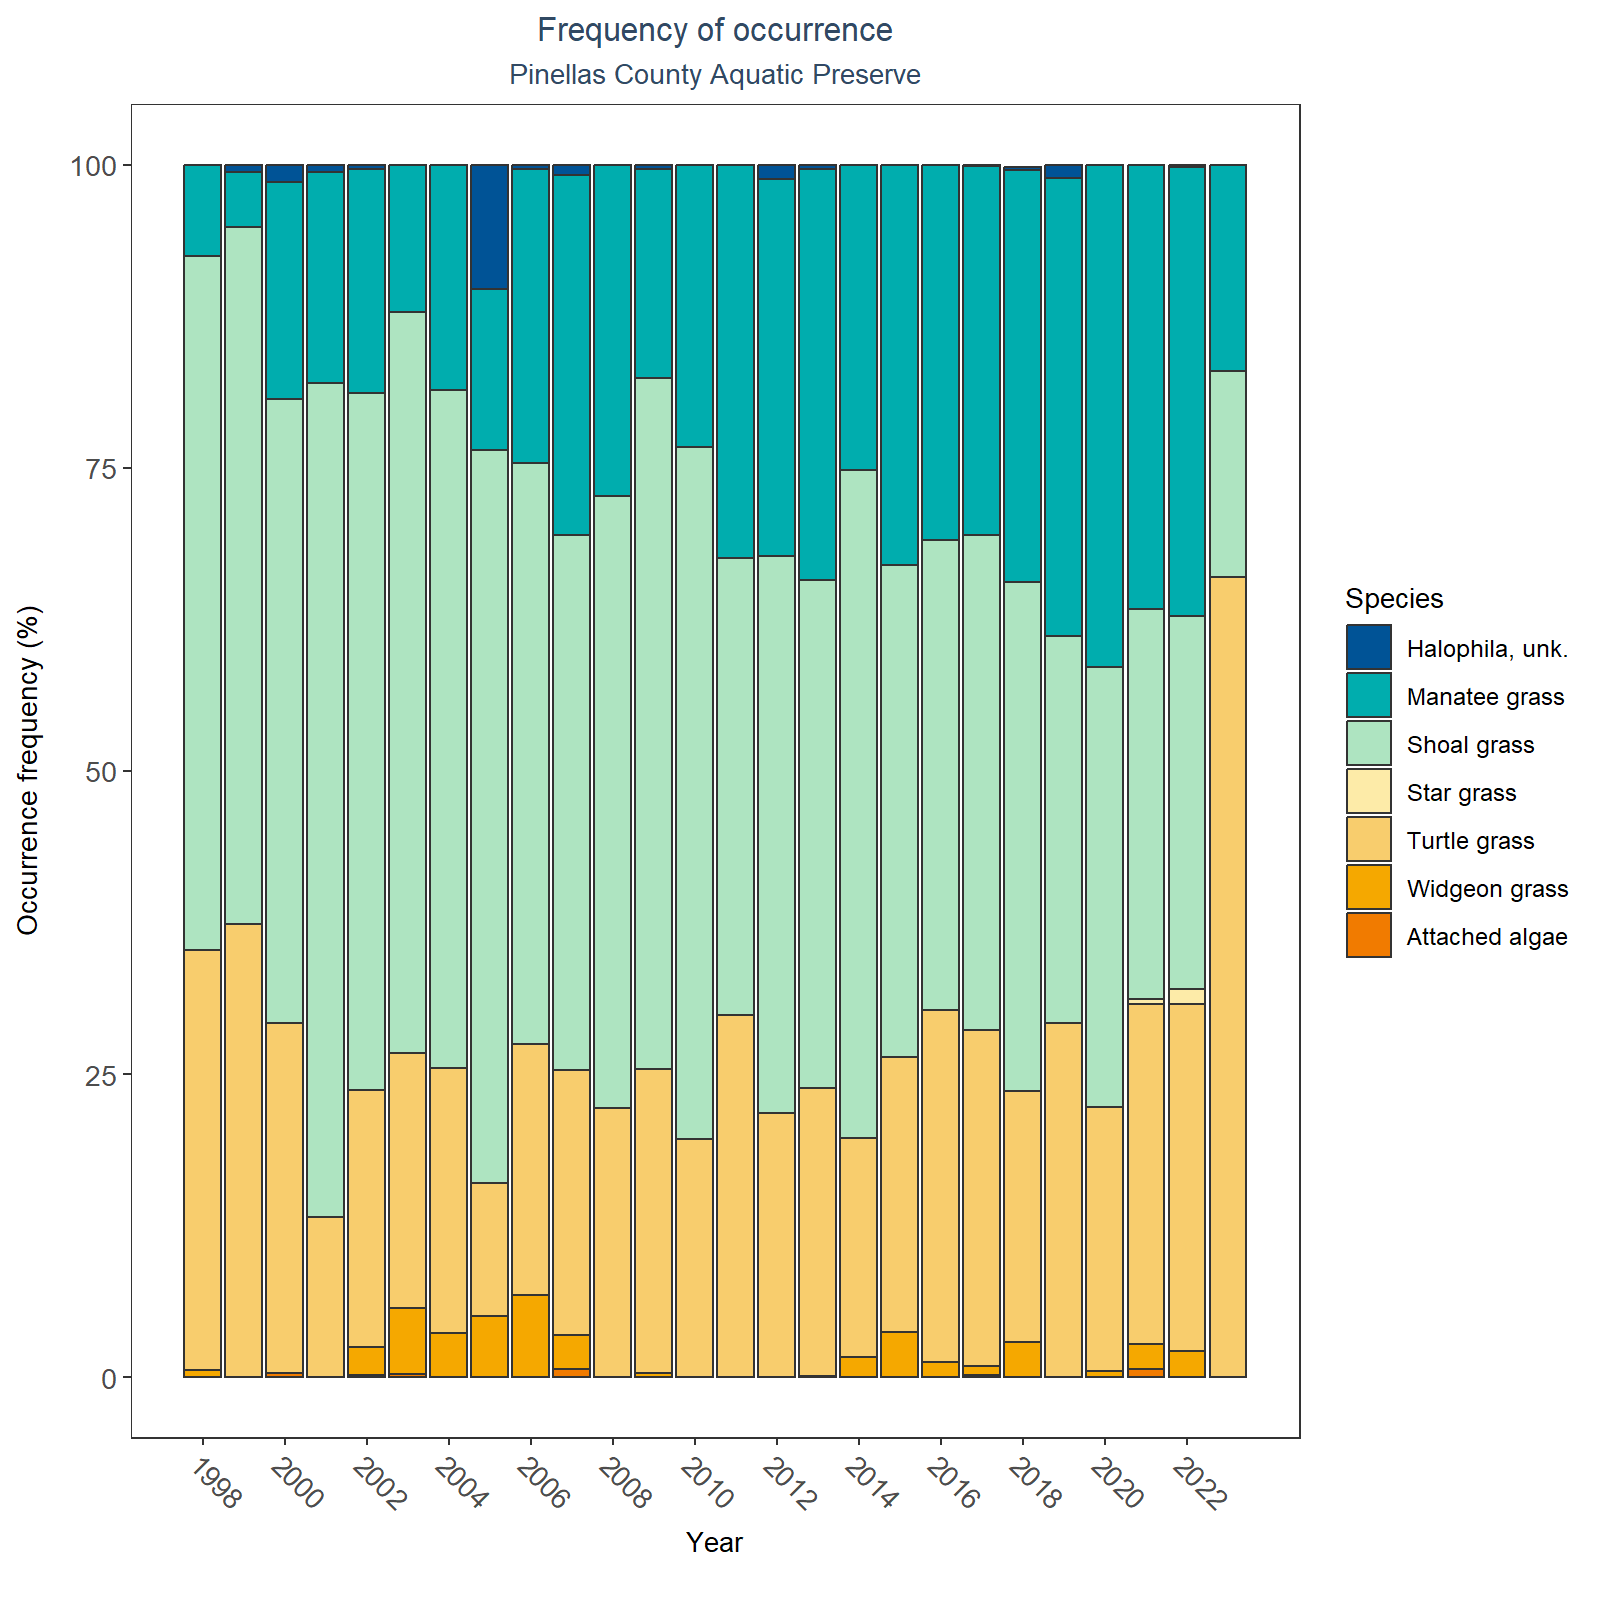 Frequency of occurrence
Pinellas County Aquatic Preserve
Occurrence frequency (%)
100
75
50
25
0
1998
2000
2002
2004
2006
2008
2010
2012
2014
2016
2018
2020
2022
Year
Species
Halophila, unk.
Manatee grass
Shoal grass
Star grass
Turtle grass
Widgeon grass
Attached algae